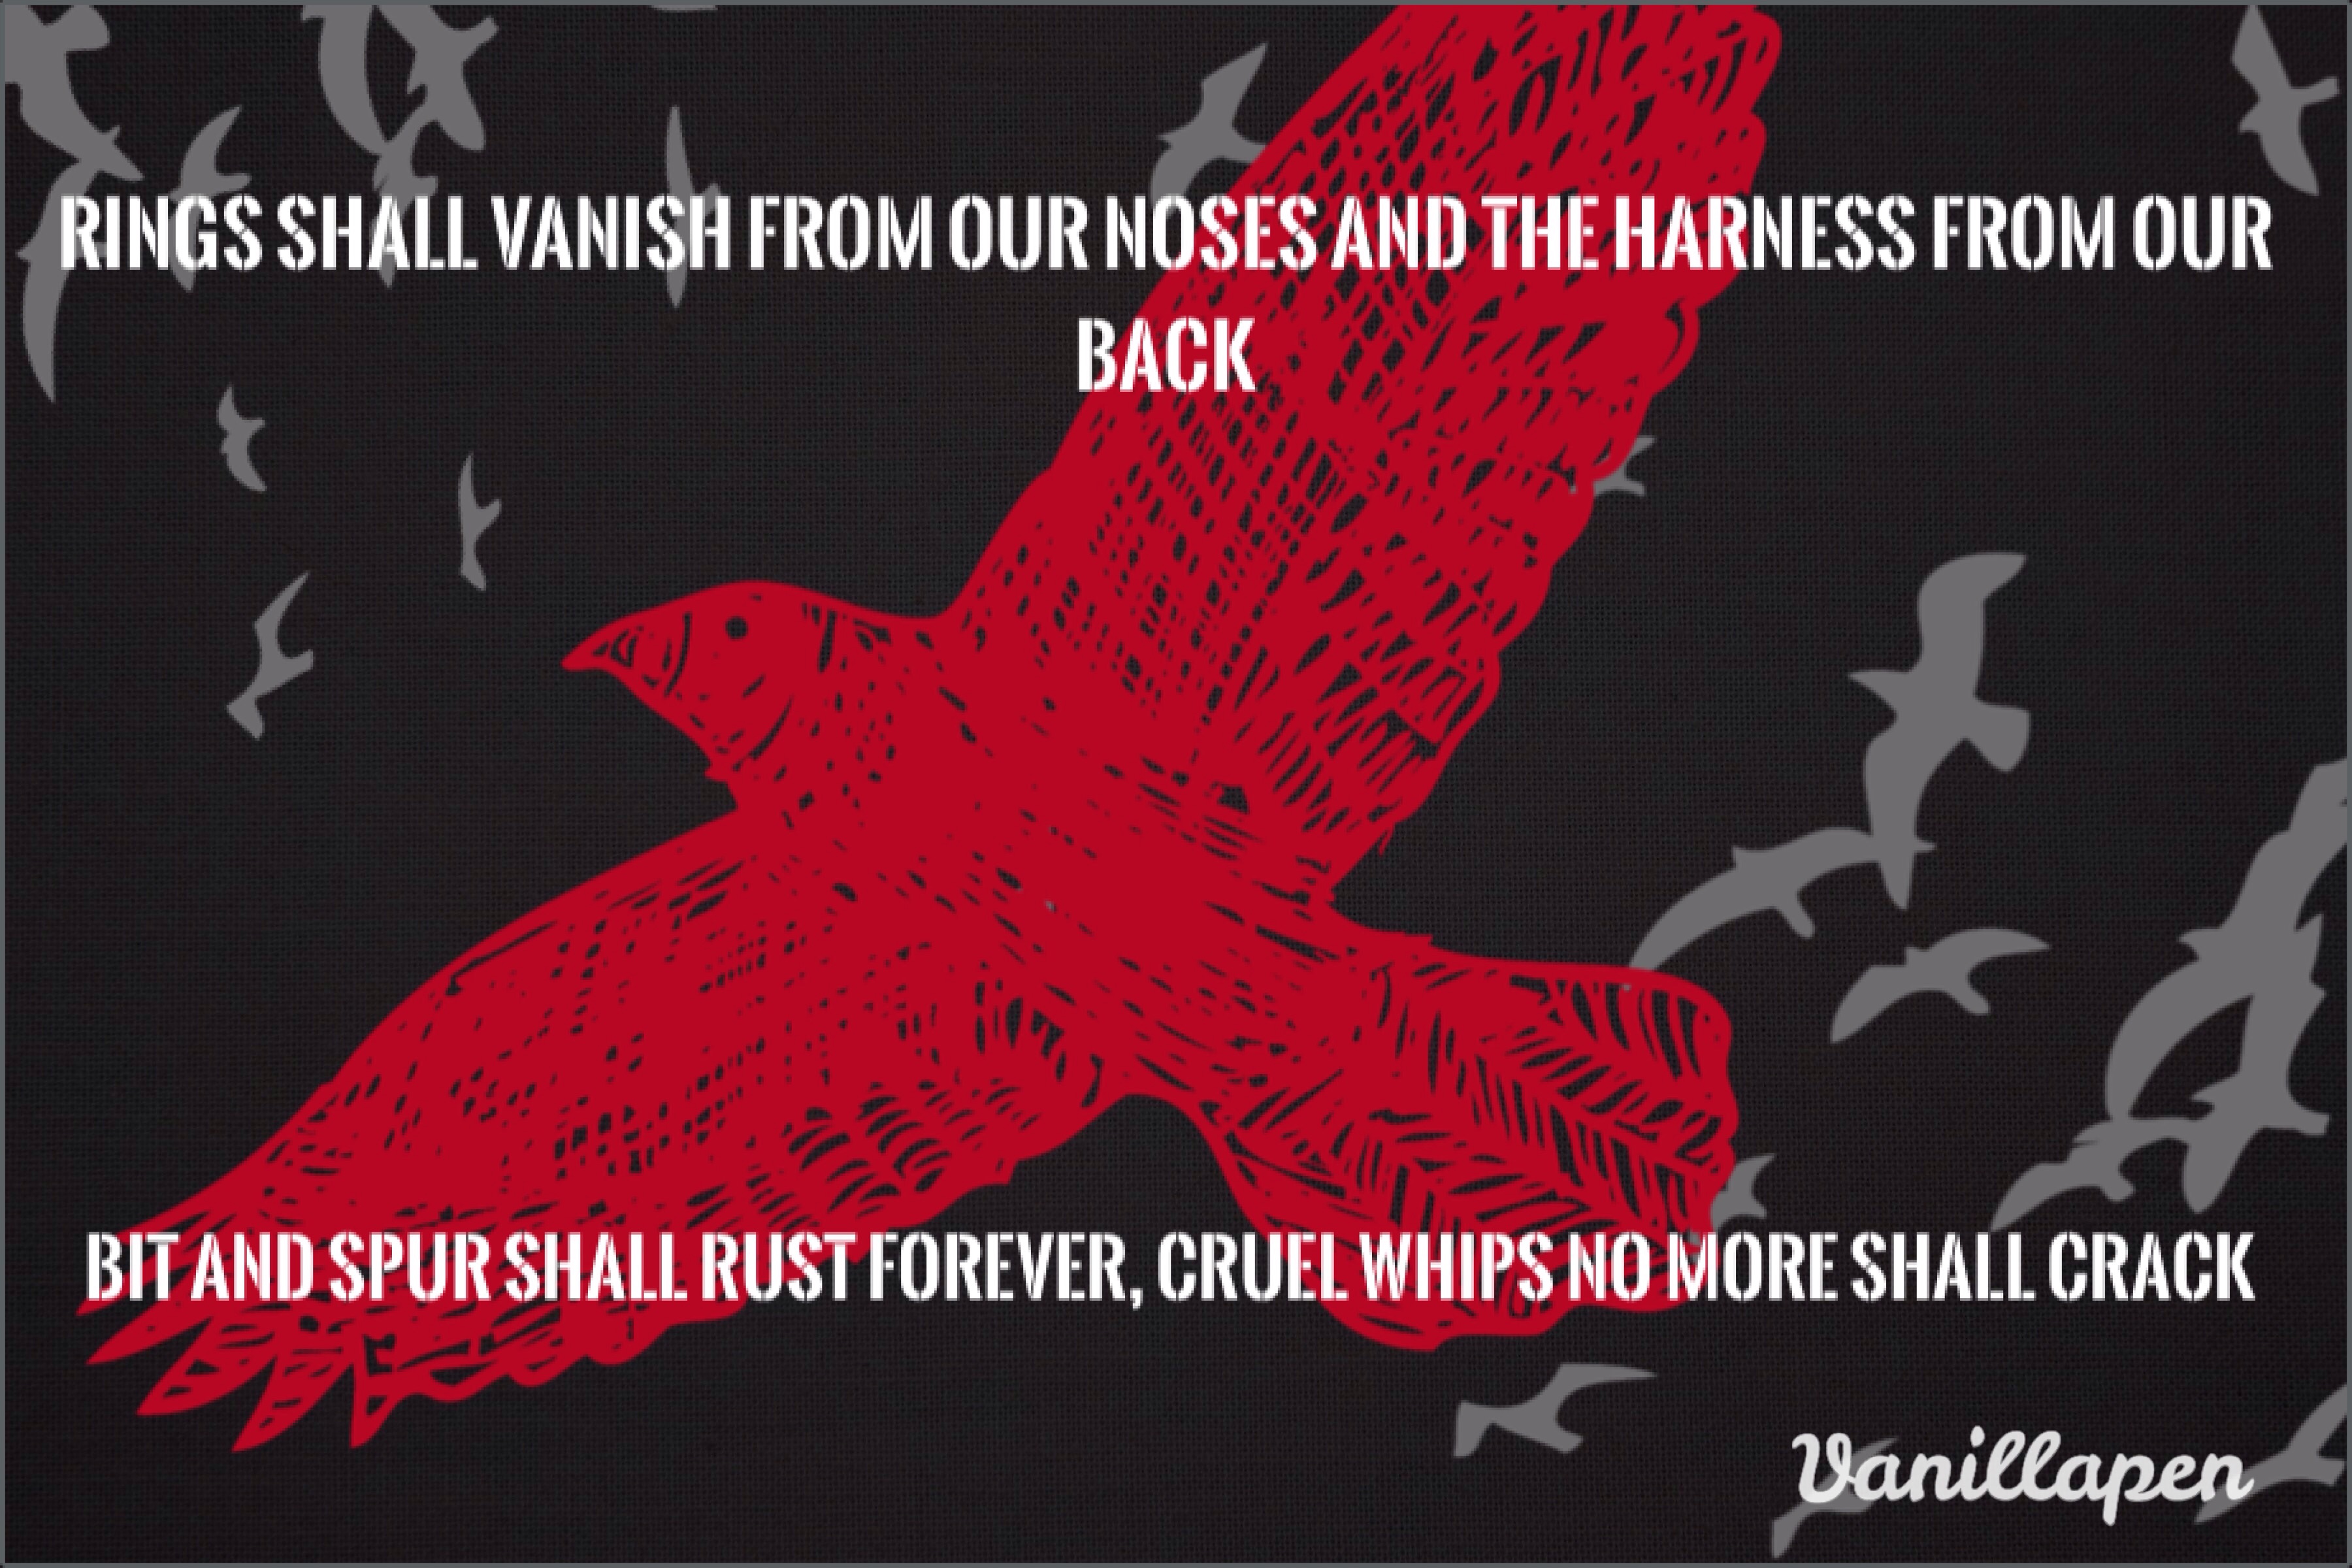 RINGS SHALL VANISH FROM OUR NOSES AND THE HARNESS FROM OUR
BACK
BIT AND SPUR SHALL RUST FOREVER, CRUEL WHIPS NO MORE SHALL CRACK
Vanillapen